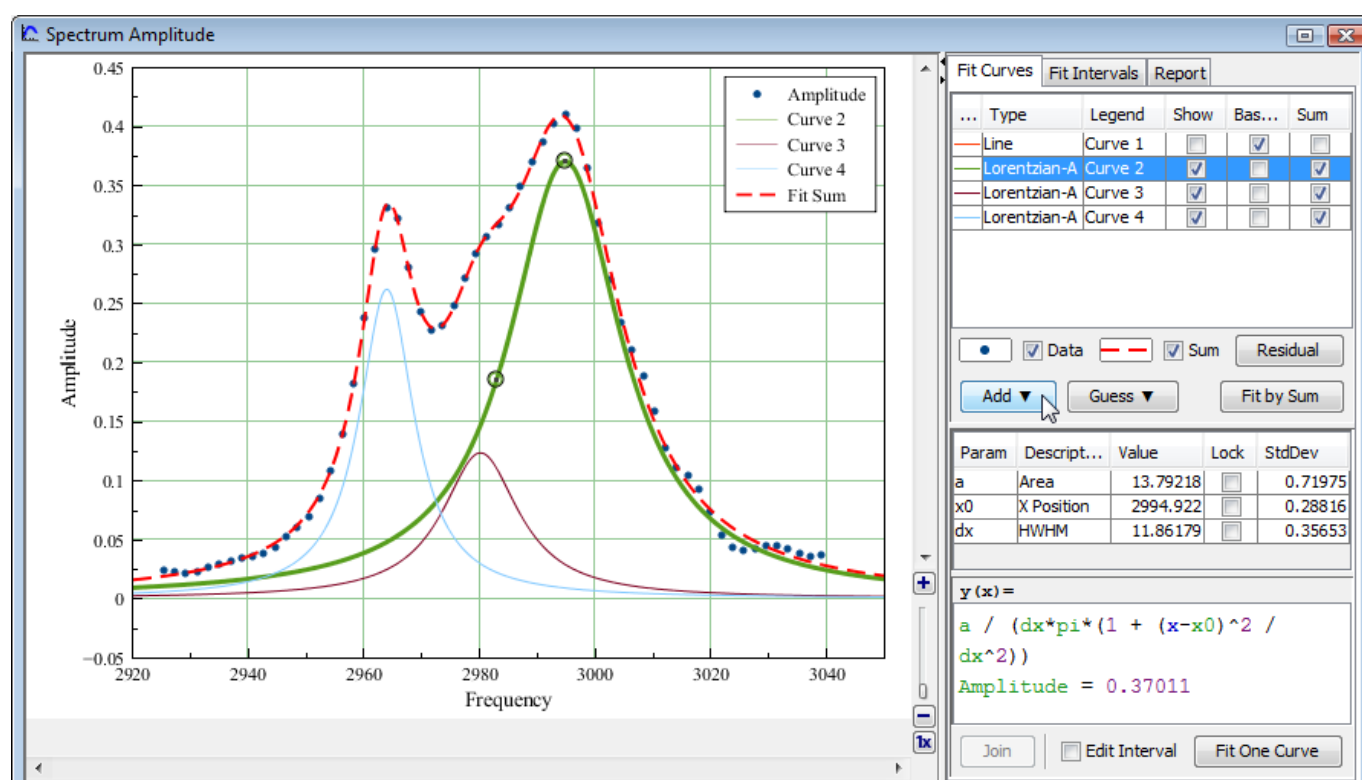 Spectrum Amplitude
0.45
0.4
0.35
0.3
0.25
0.2
0.15
0.1
0.05
0
−0.05
Amplitude
2920 2940 2960 2980 3000 3020 3040
Frequency
Amplitude
Curve 2
Curve 3
Curve 4
Fit Sum
Fit Curves Fit Intervals Report
... Type Legend Show Bas... Sum
Line Curve 1
Lorentzian-A Curve 2
Lorentzian-A Curve 3
Lorentzian-A Curve 4
Data Sum Residual
Add ▼ Guess ▼ Fit by Sum
Param Descript... Value Lock StdDev
a Area 13.79218 0.71975
x0 X Position 2994.922 0.28816
dx HWHM 11.86179 0.35653
y(x)=
a / (dx*pi*(1 + (x-x0)^2 /
dx^2))
Amplitude = 0.37011
+
−
1x
Join Edit Interval Fit One Curve